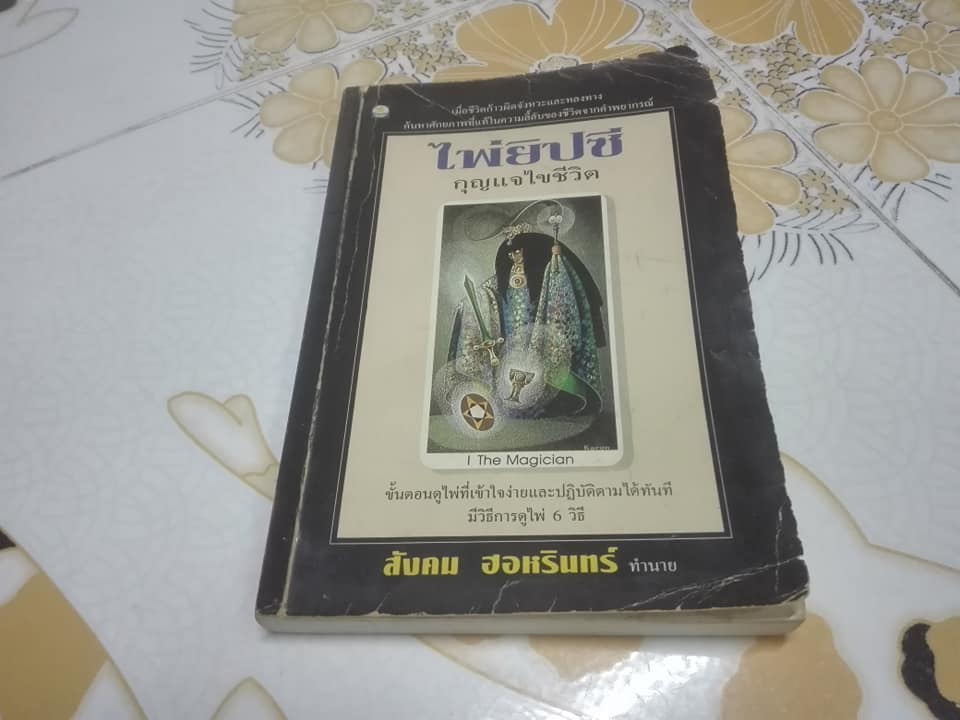 เมื่อชีวิตก้าวผิดจังหวะและหลงทาง
ค้นหาศักยภาพที่แท้ในความลี้ลับของชีวิตจากคำพยากรณ์
ไพ่ยิปซี
กุญแจไขชีวิต
Karen
I The Magician
ขั้นตอนดูไพ่ที่เข้าใจง่ายและปฏิบัติตามได้ทันที
มีวิธีการดูไพ่ 6 วิธี
สังคม ฮอหรินทร์ ทำนาย